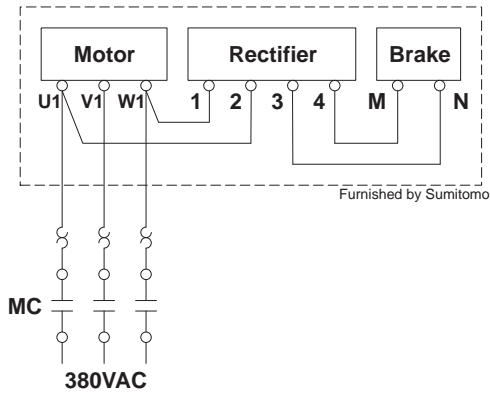 Motor Rectifier Brake
U1 V1 W1 1 2 3 4 M N
Furnished by Sumitomo
MC
380VAC